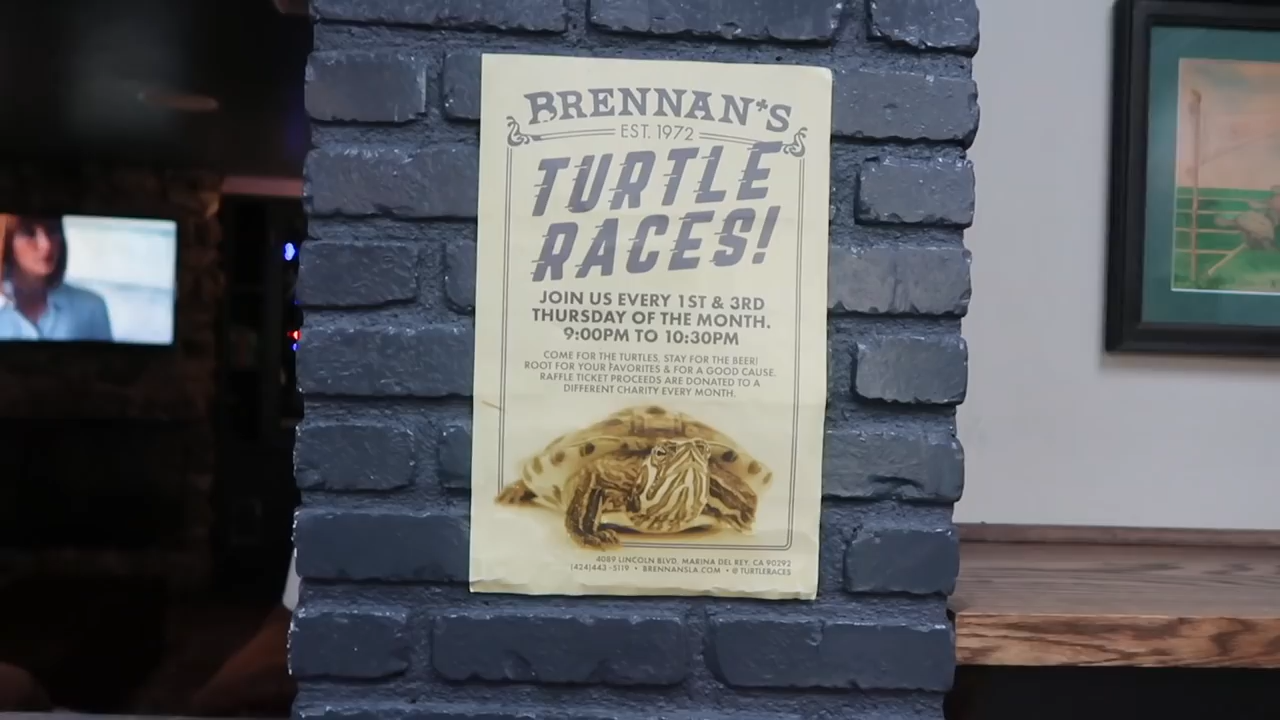 BRENNAN'S
EST. 1972
TURTLE
RACES!
JOIN US EVERY 1ST & 3RD
THURSDAY OF THE MONTH.
9:00PM TO 10:30PM
COME FOR THE TURTLES, STAY FOR THE BEER!
ROOT FOR YOUR FAVORITES & FOR A GOOD CAUSE.
RAFFLE TICKET PROCEEDS ARE DONATED TO A
DIFFERENT CHARITY EVERY MONTH.
4089 LINCOLN BLVD, MARINA DEL REY, CA 90292
(424)443-5119 • BRENNANSLA.COM • @TURTLERACES